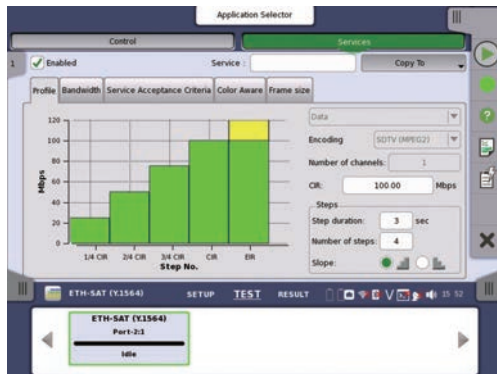 Application Selector
Control
Services
1
Enabled
Service :
Copy To
Profile
Bandwidth
Service Acceptance Criteria
Color Aware
Frame size
120
100
80
60
40
20
0
Mbps
1/4 CIR
2/4 CIR
3/4 CIR
CIR
EIR
Step No.
Data
Encoding
SDTV (MPEG2)
Number of channels:
1
CIR:
100.00
Mbps
Steps
Step duration:
3
sec
Number of steps:
4
Slope:
ETH-SAT (Y.1564)
SETUP
TEST
RESULT
15 52
ETH-SAT (Y.1564)
Port-2:1
Idle